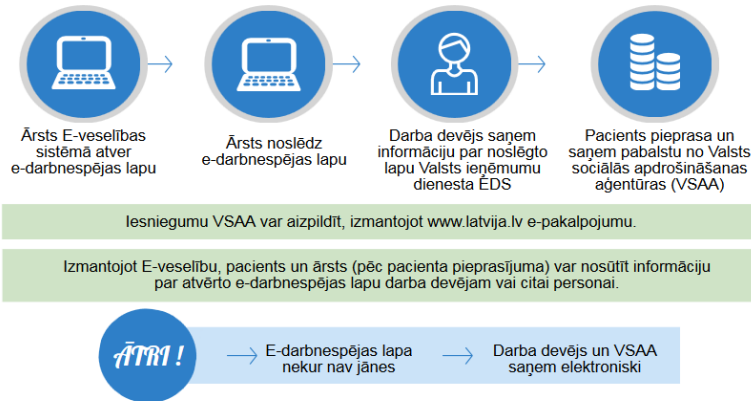 Ārsts E-veselības
sistēmā atver
e-darbnespējas lapu
Ārsts noslēdz
e-darbnespējas lapu
Darba devējs saņem
informāciju par noslēgto
lapu Valsts ieņēmumu
dienesta EDS
Pacients pieprasa un
saņem pabalstu no Valsts
sociālās apdrošināšanas
aģentūras (VSAA)
Iesniegumu VSAA var aizpildīt, izmantojot www.latvija.lv e-pakalpojumu.
Izmantojot E-veselību, pacients un ārsts (pēc pacienta pieprasījuma) var nosūtīt informāciju
par atvērto e-darbnespējas lapu darba devējam vai citai personai.
ĀTRI !
E-darbnespējas lapa
nekur nav jānes
Darba devējs un VSAA
saņem elektroniski